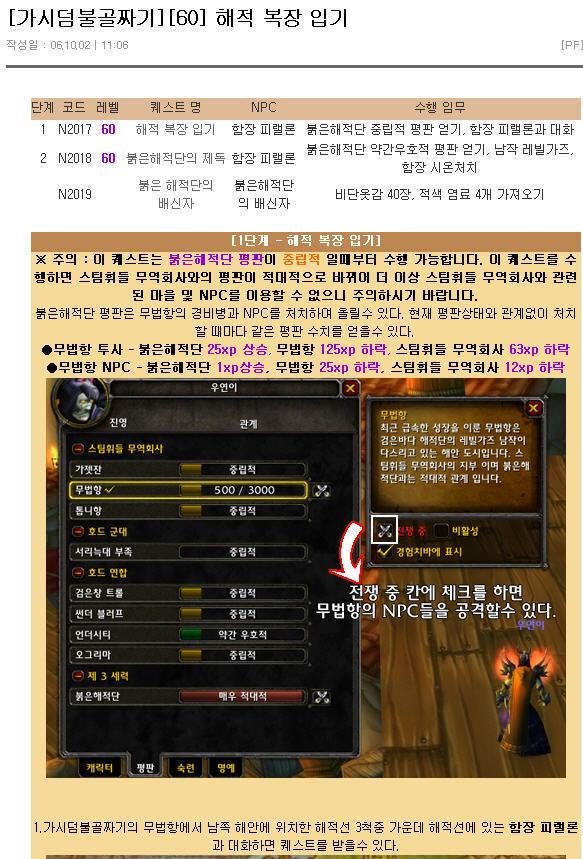 [가시덤불골짜기][60] 해적 복장 입기
작성일 : 06.10.02 | 11:06 [PF]
단계 코드 레벨 퀘스트 명 NPC 수행 임무
1 N2017 60 해적 복장 입기 함장 피럴론 붉은해적단 중립적 평판 얻기, 함장 피럴론과 대화
2 N2018 60 붉은해적단의 제독 함장 피럴론 붉은해적단 약간우호적 평판 얻기, 남작 레빌가즈,
함장 시온처치
N2019 붉은 해적단의
배신자 붉은해적단
의 배신자 비단옷감 40장, 적색 염료 4개 가져오기
[1단계 - 해적 복장 입기]
※ 주의 : 이 퀘스트는 붉은해적단 평판이 중립적 일때부터 수행 가능합니다. 이 퀘스트를 수
행하면 스팀휘들 무역회사와의 평판이 적대적으로 바뀌어 더 이상 스팀휘들 무역회사와 관련
된 마을 및 NPC를 이용할 수 없으니 주의하시기 바랍니다.
붉은해적단 평판은 무법항의 경비병과 NPC를 처치하여 올릴수 있다. 현재 평판상태와 관계없이 처치
할 때마다 같은 평판 수치를 얻을수 있다.
●무법항 투사 - 붉은해적단 25xp 상승, 무법항 125xp 하락, 스팀휘들 무역회사 63xp 하락
●무법항 NPC - 붉은해적단 1xp상승, 무법항 25xp 하락, 스팀휘들 무역회사 12xp 하락
우연이
진영 관계
스팀휘들 무역회사
가젯잔 중립적
무법항 500 / 3000
톱니항 중립적
호드 군대
서리늑대 부족 중립적
호드 연합
검은창 트롤 중립적
썬더 블러프 중립적
언더시티 약간 우호적
오그리마 중립적
제 3 세력
붉은해적단 매우 적대적
캐릭터 평판 숙련 명예
무법항
최근 급속한 성장을 이룬 무법항은
검은바다 해적단의 레빌가즈 남작이
다스리고 있는 해안 도시입니다. 스
팀휘들 무역회사의 지부 이며 붉은해
적단과는 적대적 관계 입니다.
전쟁 중 비활성
경험치바에 표시
전쟁 중 칸에 체크를 하면
무법항의 NPC들을 공격할수 있다.
우연이
1.가시덤불골짜기의 무법항에서 남쪽 해안에 위치한 해적선 3척중 가운데 해적선에 있는 함장 피럴론
과 대화하면 퀘스트를 받을수 있다.